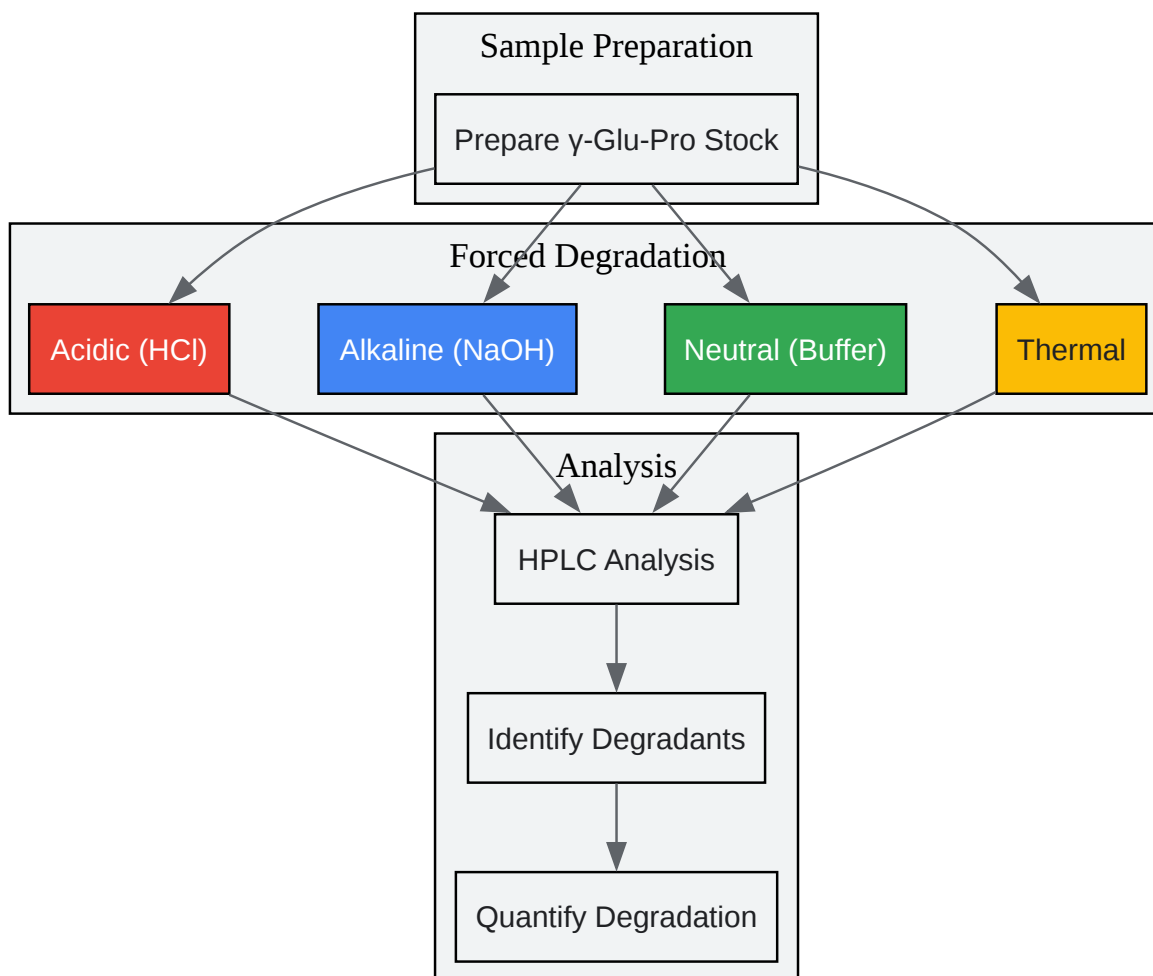 Sample Preparation
Prepare γ-Glu-Pro Stock
Forced Degradation
Acidic (HCl)
Alkaline (NaOH)
Neutral (Buffer)
Thermal
Analysis
HPLC Analysis
Identify Degradants
Quantify Degradation